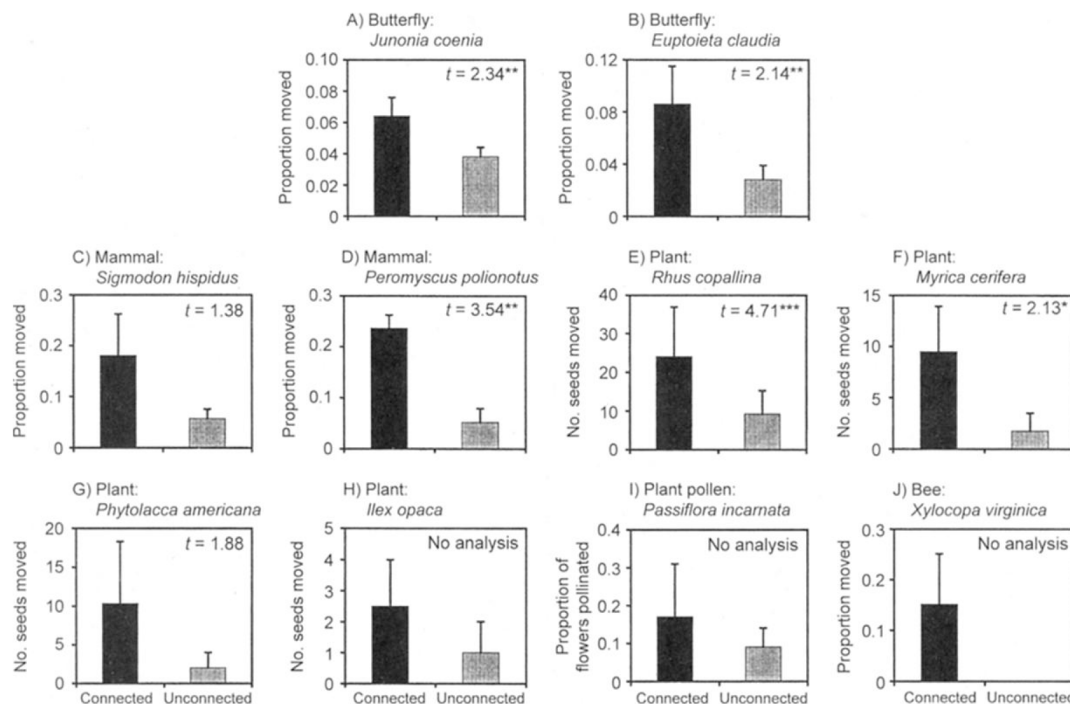 A) Butterfly:
Junonia coenia
B) Butterfly:
Euptoieta claudia
Proportion moved
0.10
0.08
0.06
0.04
0.02
0
t = 2.34**
Proportion moved
0.12
0.08
0.04
0
t = 2.14**
C) Mammal:
Sigmodon hispidus
D) Mammal:
Peromyscus polionotus
E) Plant:
Rhus copallina
F) Plant:
Myrica cerifera
Proportion moved
0.3
0.2
0.1
0
t = 1.38
Proportion moved
0.3
0.2
0.1
0
t = 3.54**
No. seeds moved
40
30
20
10
0
t = 4.71***
No. seeds moved
15
10
5
0
t = 2.13*
G) Plant:
Phytolacca americana
H) Plant:
Ilex opaca
I) Plant pollen:
Passiflora incarnata
J) Bee:
Xylocopa virginica
No. seeds moved
20
15
10
5
0
t = 1.88
Connected Unconnected
No. seeds moved
5
4
3
2
1
0
No analysis
Connected Unconnected
Proportion of
flowers pollinated
0.4
0.3
0.2
0.1
0
No analysis
Connected Unconnected
Proportion moved
0.3
0.2
0.1
0
No analysis
Connected Unconnected